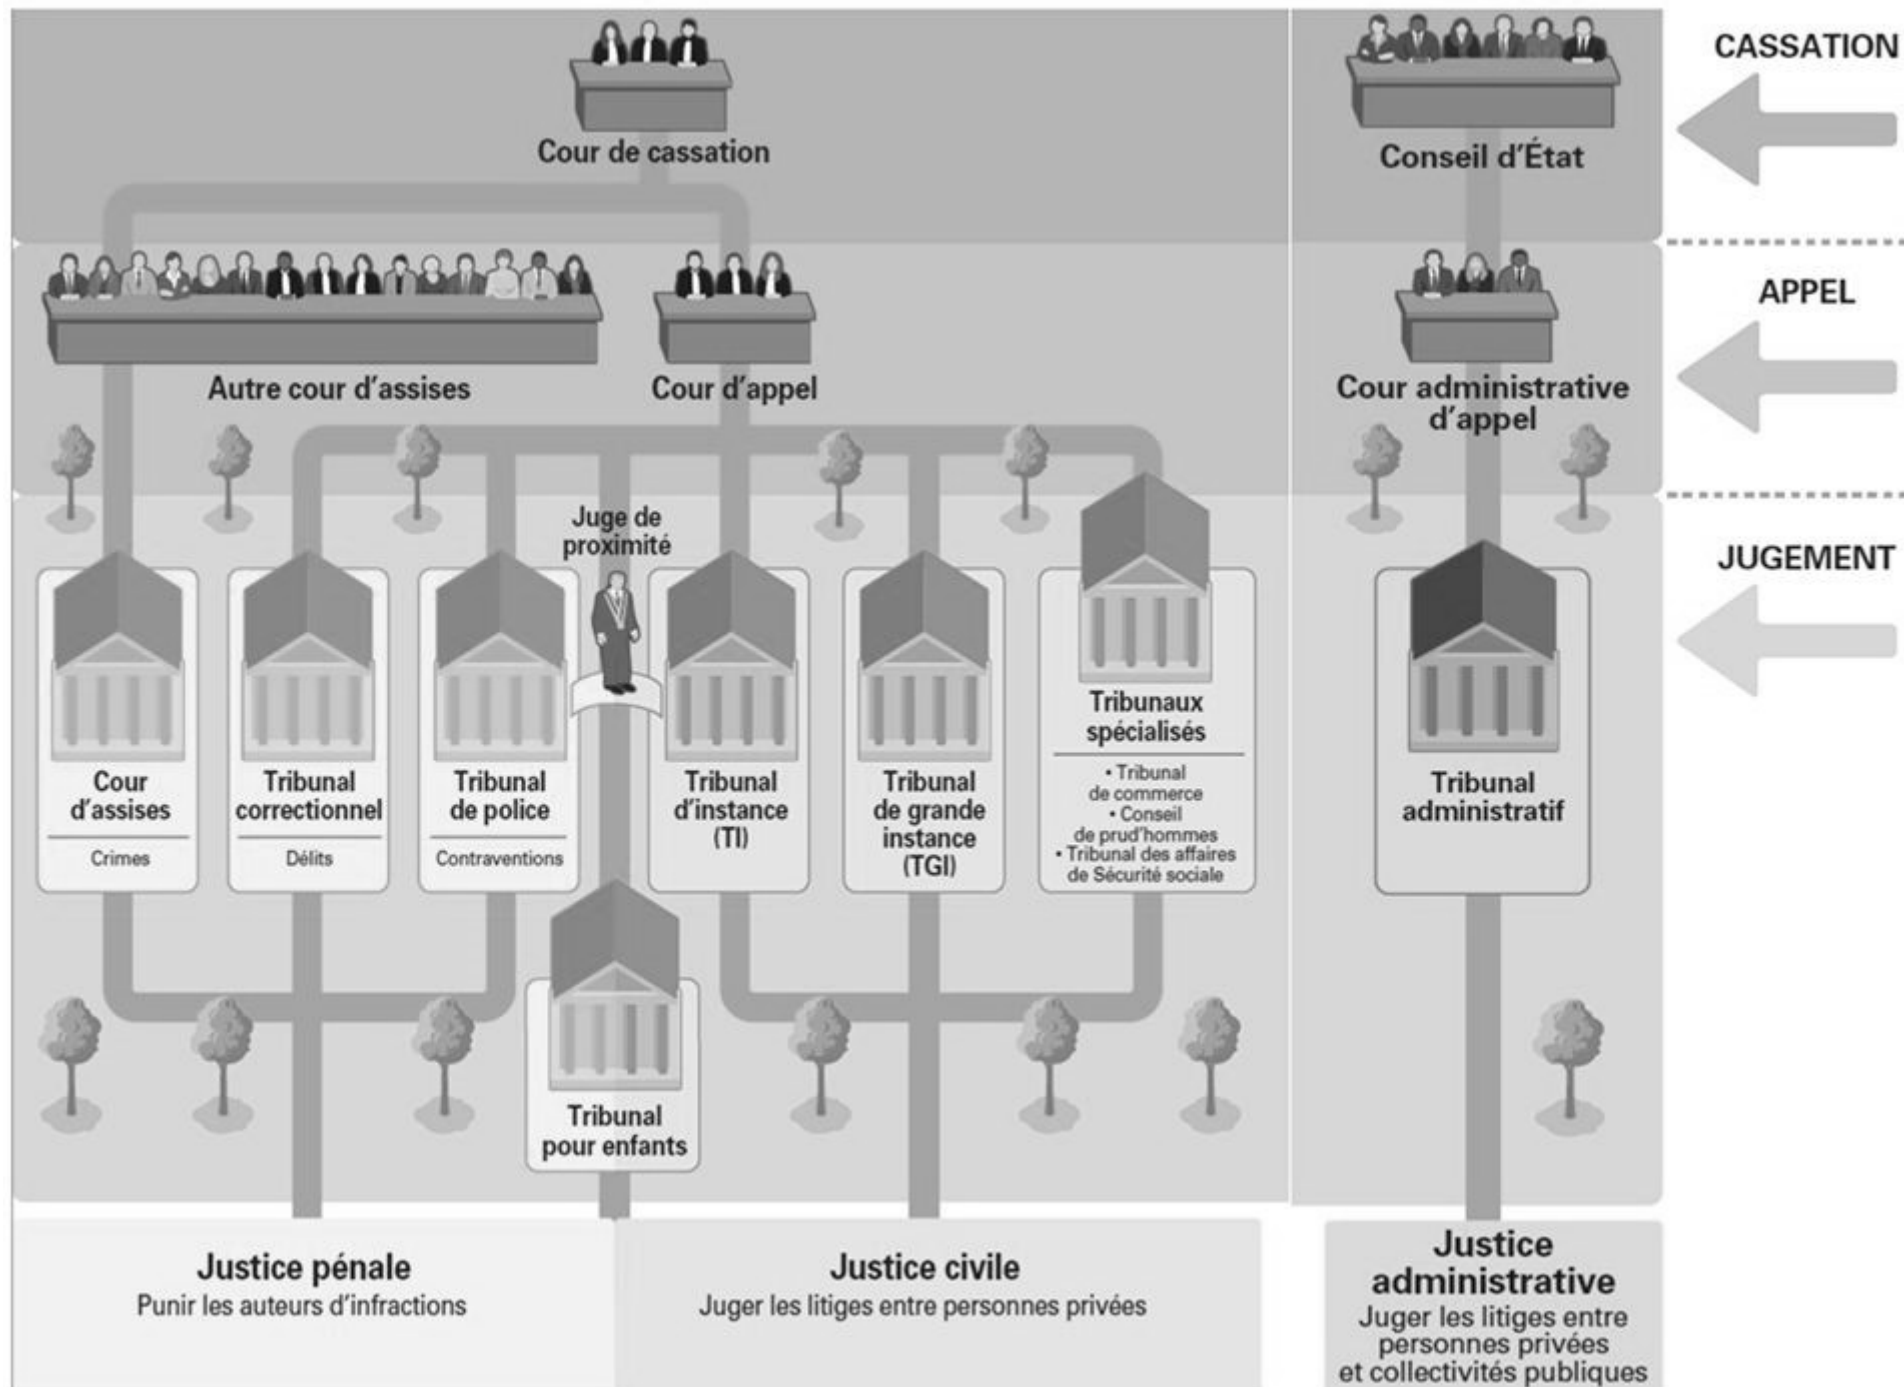 CASSATION
Cour de cassation
Conseil d'État
APPEL
Autre cour d'assises
Cour d'appel
Cour administrative
d'appel
JUGEMENT
Juge de
proximité
Cour
d'assises
Crimes
Tribunal
correctionnel
Délits
Tribunal
de police
Contraventions
Tribunal
d'instance
(TI)
Tribunal
de grande
instance
(TGI)
Tribunaux
spécialisés
• Tribunal
de commerce
• Conseil
de prud'hommes
• Tribunal des affaires
de Sécurité sociale
Tribunal
administratif
Tribunal
pour enfants
Justice pénale
Punir les auteurs d'infractions
Justice civile
Juger les litiges entre personnes privées
Justice
administrative
Juger les litiges entre
personnes privées
et collectivités publiques